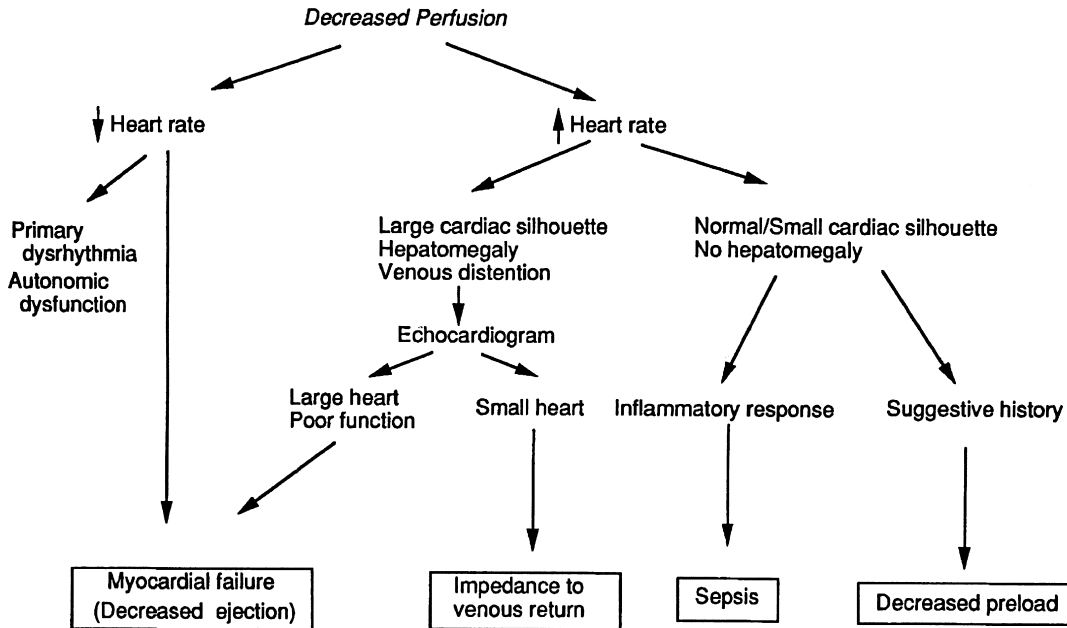 Decreased Perfusion
Heart rate
Heart rate
Primary
dysrhythmia
Autonomic
dysfunction
Large cardiac silhouette
Hepatomegaly
Venous distention
Normal/Small cardiac silhouette
No hepatomegaly
Echocardiogram
Large heart
Poor function
Small heart
Inflammatory response
Suggestive history
Myocardial failure
(Decreased ejection)
Impedance to
venous return
Sepsis
Decreased preload